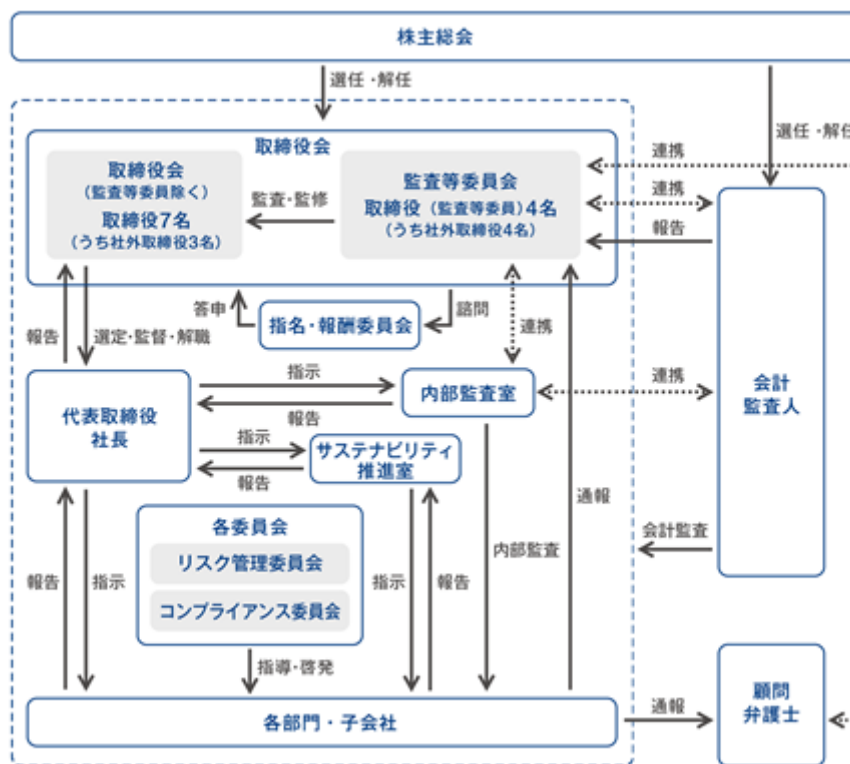 株主総会
選任・解任
選任・解任
取締役会
取締役会
(監査等委員除く)
取締役7名
(うち社外取締役3名)
監査・監修
監査等委員会
取締役 (監査等委員) 4名
(うち社外取締役4名)
連携
連携
報告
答申
諮問
指名・報酬委員会
連携
報告
選定・監督・解職
代表取締役
社長
指示
報告
内部監査室
連携
会計
監査人
指示
報告
サステナビリティ
推進室
通報
各委員会
リスク管理委員会
コンプライアンス委員会
内部監査
会計監査
報告
指示
指示
報告
指導・啓発
各部門・子会社
通報
顧問
弁護士